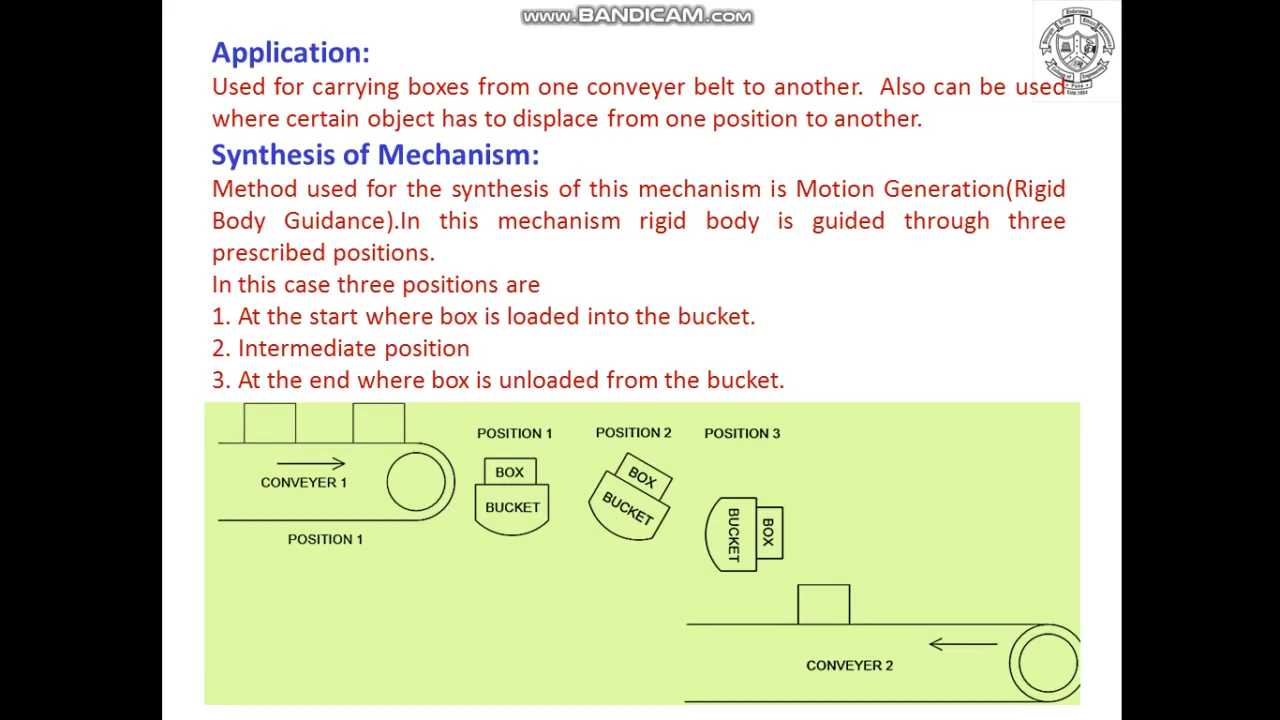 www.BANDICAM.com
Application:
Used for carrying boxes from one conveyer belt to another. Also can be used
where certain object has to displace from one position to another.
Synthesis of Mechanism:
Method used for the synthesis of this mechanism is Motion Generation(Rigid
Body Guidance).In this mechanism rigid body is guided through three
prescribed positions.
In this case three positions are
1. At the start where box is loaded into the bucket.
2. Intermediate position
3. At the end where box is unloaded from the bucket.
POSITION 1
POSITION 2
POSITION 3
CONVEYER 1
POSITION 1
BOX
BUCKET
BOX
BUCKET
BUCKET
BOX
CONVEYER 2